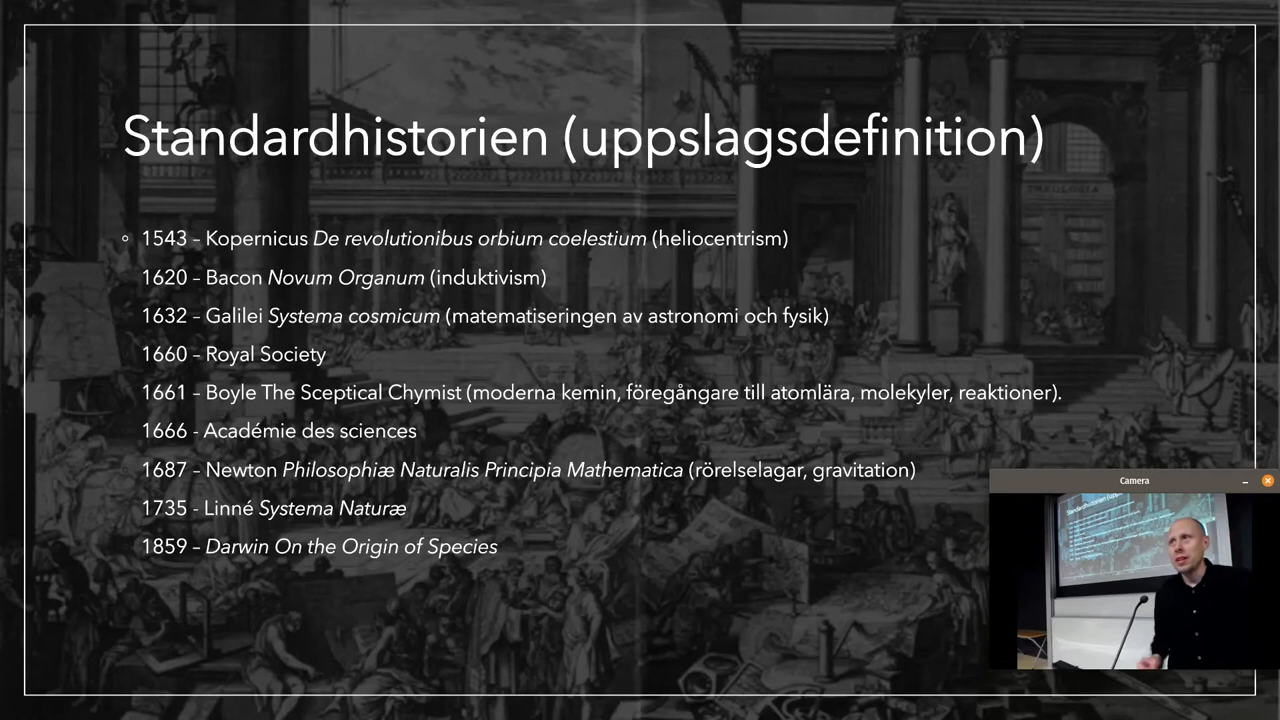 Standardhistorien (uppslagsdefinition)
1543 – Kopernicus De revolutionibus orbium coelestium (heliocentrism)
1620 – Bacon Novum Organum (induktivism)
1632 – Galilei Systema cosmicum (matematiseringen av astronomi och fysik)
1660 – Royal Society
1661 – Boyle The Sceptical Chymist (moderna kemin, föregångare till atomlära, molekyler, reaktioner).
1666 - Académie des sciences
1687 – Newton Philosophiæ Naturalis Principia Mathematica (rörelselagar, gravitation)
1735 - Linné Systema Naturæ
1859 – Darwin On the Origin of Species
THEOLOGIA
Camera